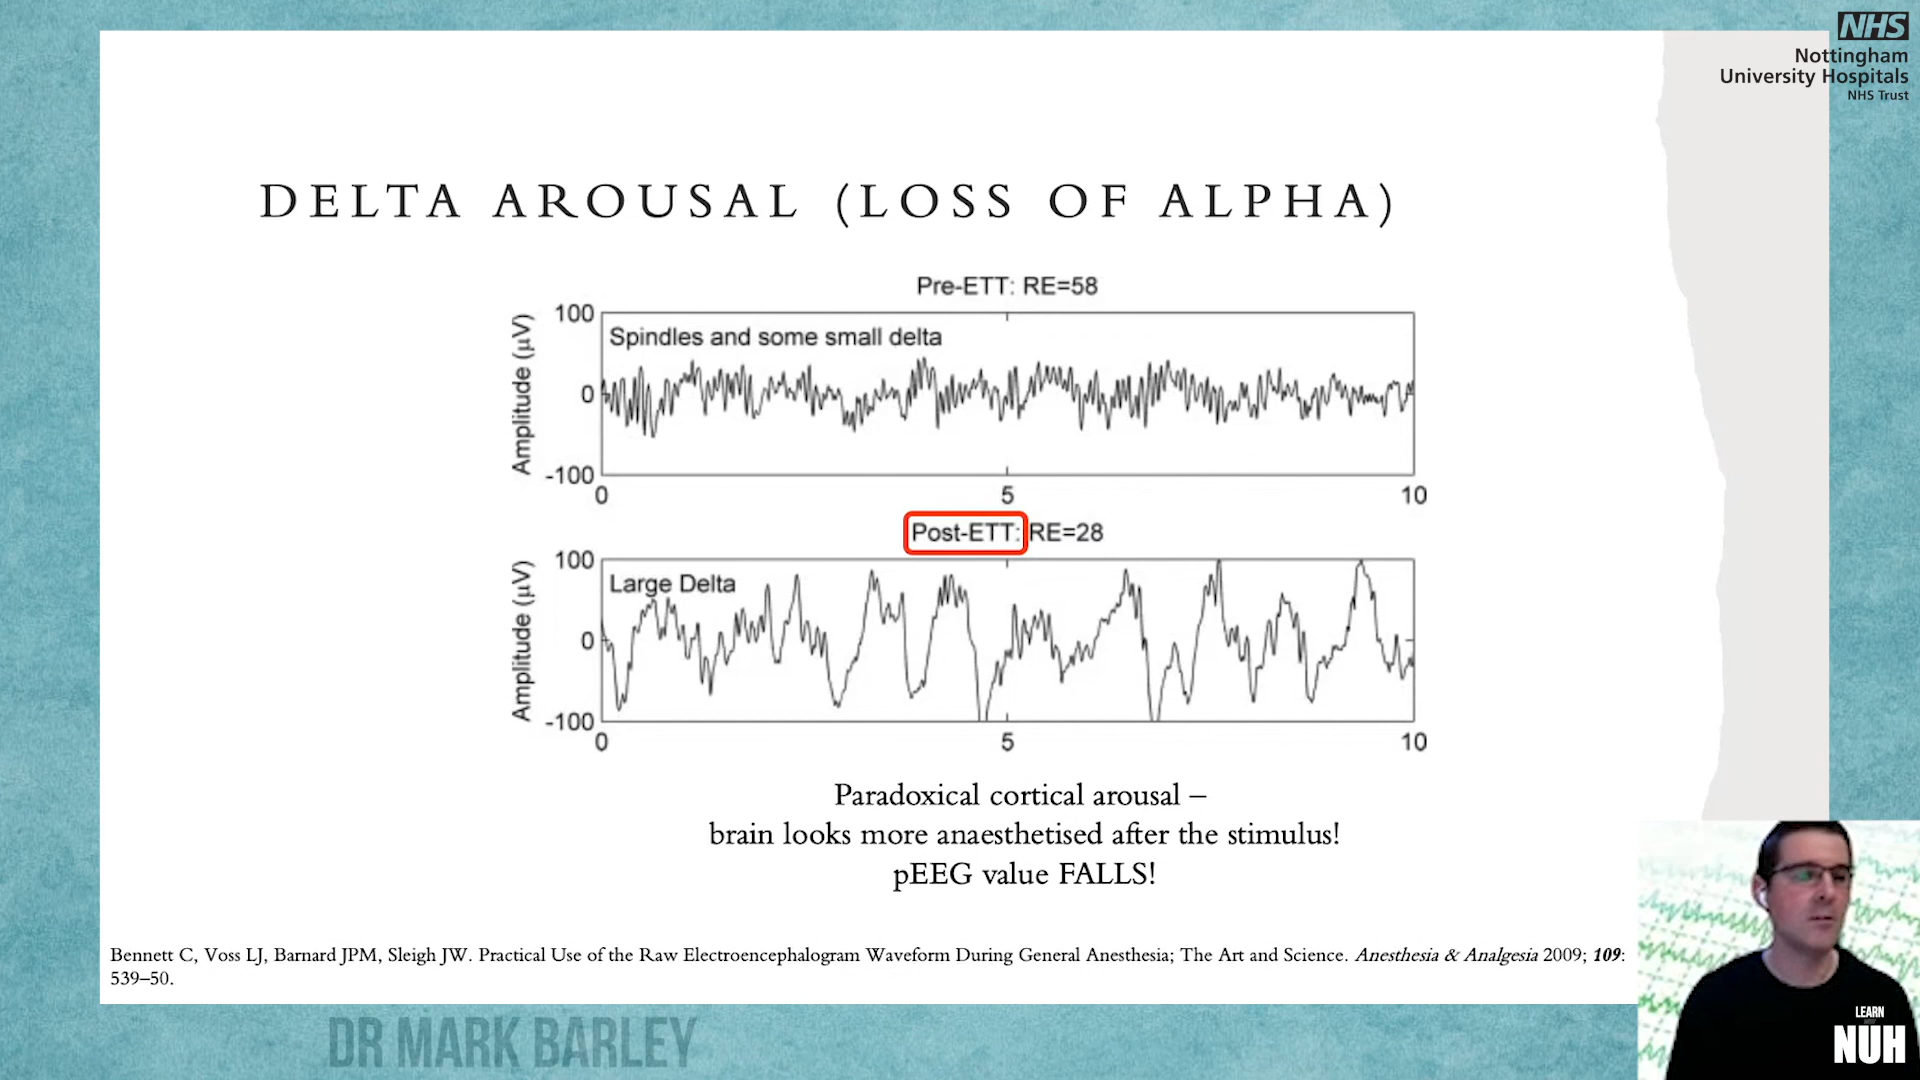 NHS
Nottingham
University Hospitals
NHS Trust
DELTA AROUSAL (LOSS OF ALPHA)
Pre-ETT: RE=58
100
Spindles and some small delta
Amplitude (µV)
0
-100
0
5
10
Post-ETT: RE=28
100
Large Delta
Amplitude (µV)
0
-100
0
5
10
Paradoxical cortical arousal –
brain looks more anaesthetised after the stimulus!
pEEG value FALLS!
Bennett C, Voss LJ, Barnard JPM, Sleigh JW. Practical Use of the Raw Electroencephalogram Waveform During General Anesthesia; The Art and Science. Anesthesia & Analgesia 2009; 109:
539–50.
DR MARK BARLEY
LEARN
NUH